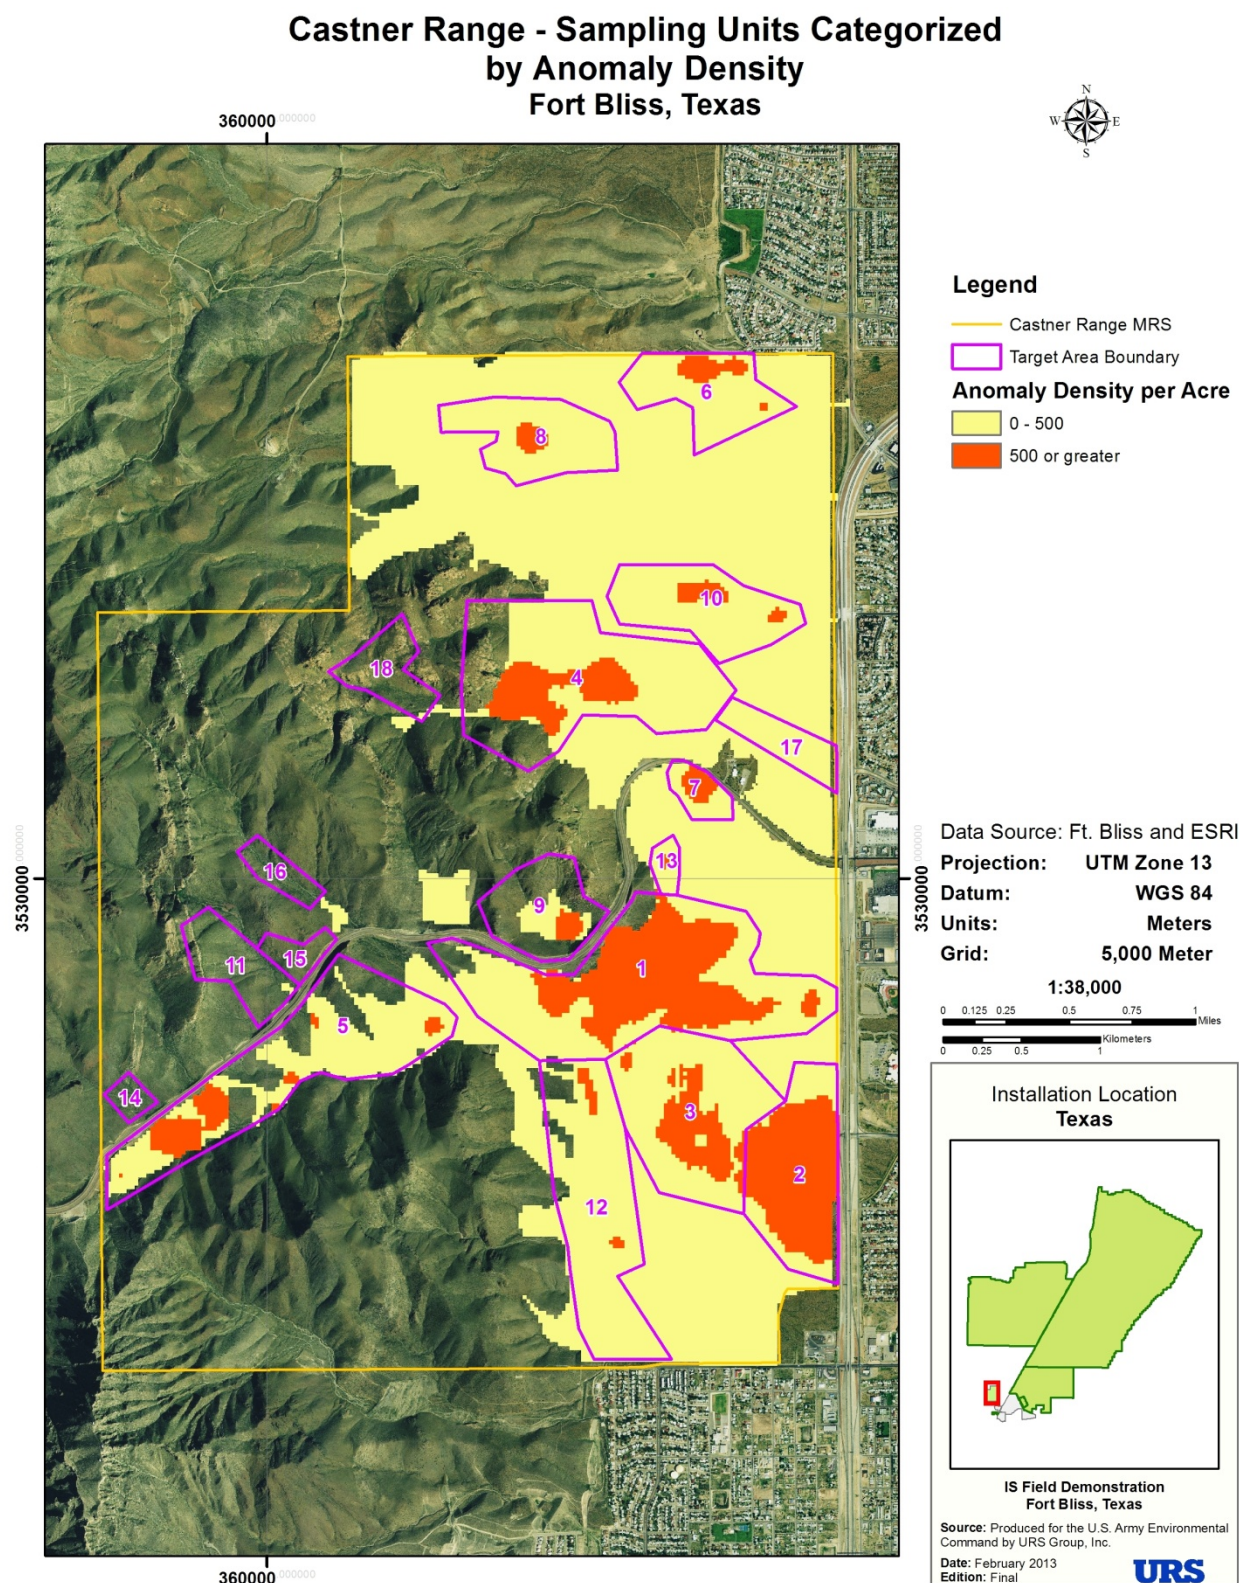 Castner Range - Sampling Units Categorized
by Anomaly Density
Fort Bliss, Texas
360000.000000
N
W E
S
Legend
Castner Range MRS
Target Area Boundary
Anomaly Density per Acre
0 - 500
500 or greater
6
8
10
18
4
17
7
13
16
9
11
15
1
5
14
3
2
12
3530000.000000
3530000.000000
Data Source: Ft. Bliss and ESRI
Projection: UTM Zone 13
Datum: WGS 84
Units: Meters
Grid: 5,000 Meter
1:38,000
0 0.125 0.25 0.5 0.75 1
Miles
Kilometers
0 0.25 0.5 1
Installation Location
Texas
IS Field Demonstration
Fort Bliss, Texas
Source: Produced for the U.S. Army Environmental
Command by URS Group, Inc.
Date: February 2013
Edition: Final
URS
360000.000000